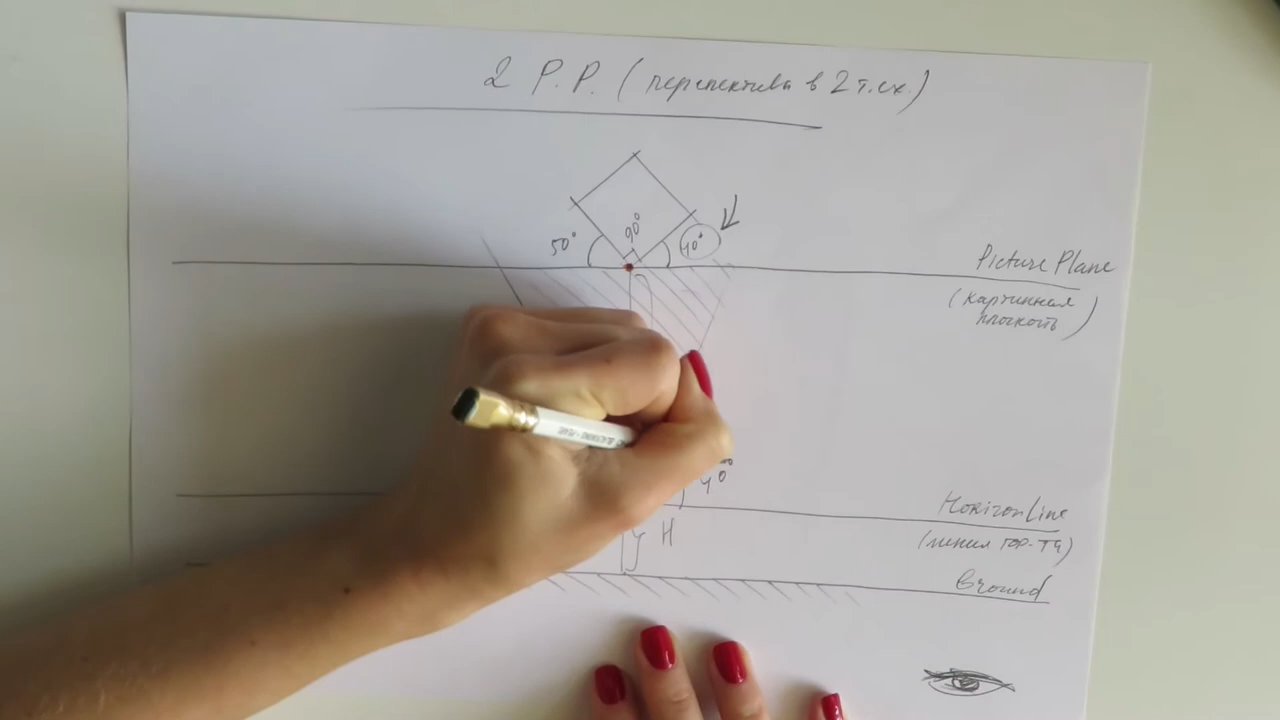 2 P.P. (перспектива в 2 т.сх.)
90°
50°
40°
Picture Plane
(картинная
плоскость)
40°
Horizon Line
(линия гор-та)
H
Ground